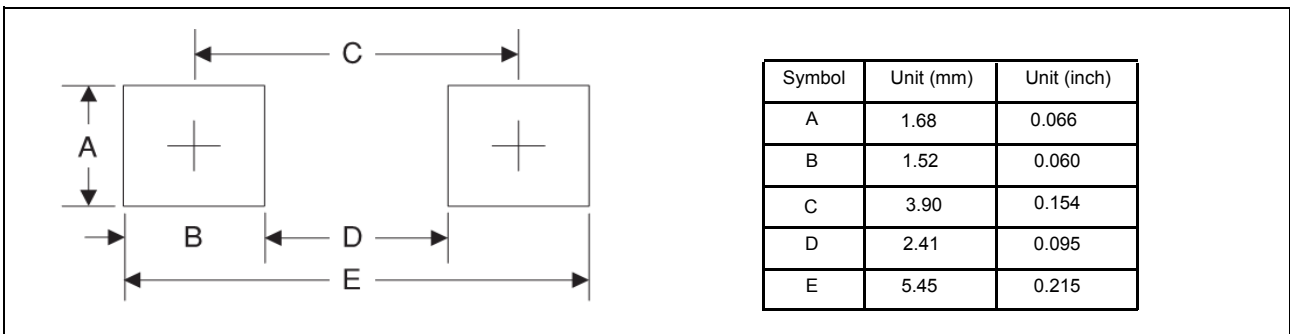 C
A
B
D
E
Symbol Unit (mm) Unit (inch)
A 1.68 0.066
B 1.52 0.060
C 3.90 0.154
D 2.41 0.095
E 5.45 0.215